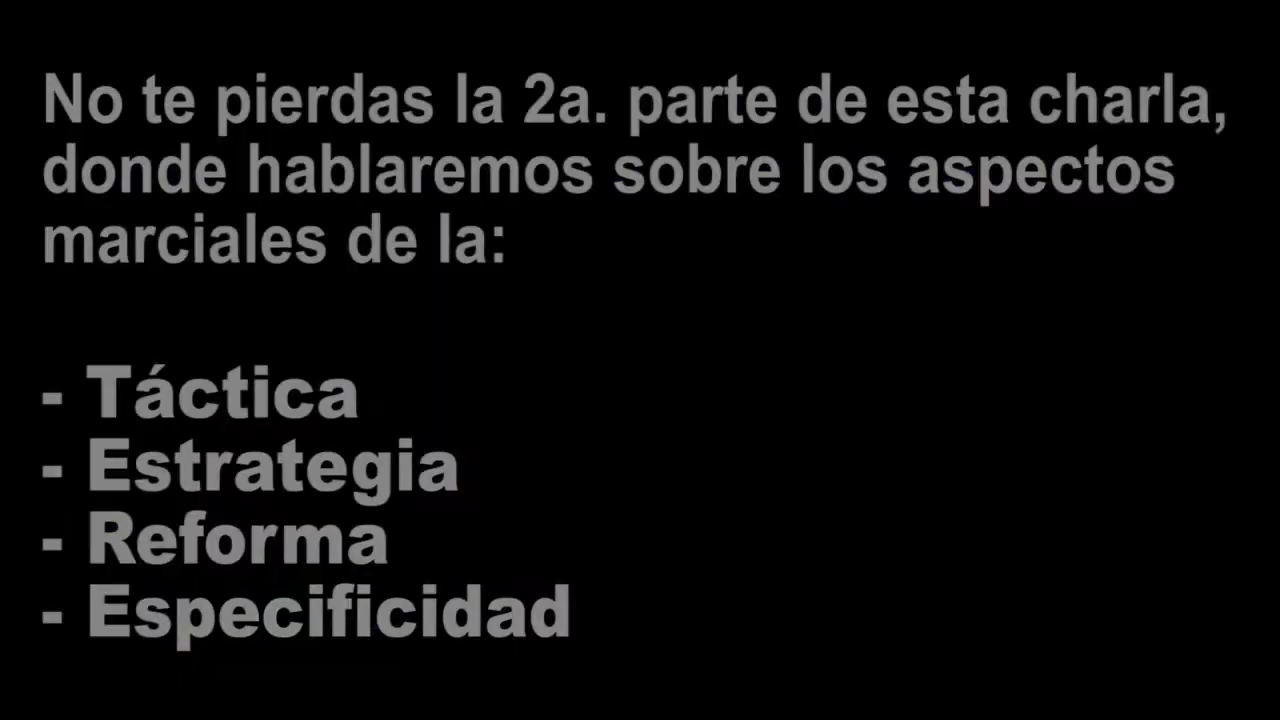 No te pierdas la 2a. parte de esta charla,
donde hablaremos sobre los aspectos
marciales de la:
- Táctica
- Estrategia
- Reforma
- Especificidad